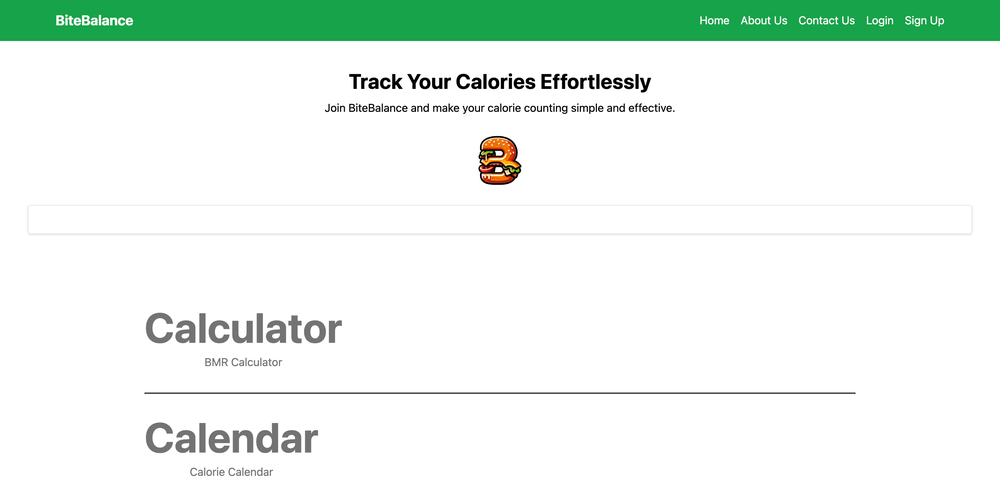 BiteBalance Home About Us Contact Us Login Sign Up
Track Your Calories Effortlessly
Join BiteBalance and make your calorie counting simple and effective.
B
Calculator
BMR Calculator
Calendar
Calorie Calendar